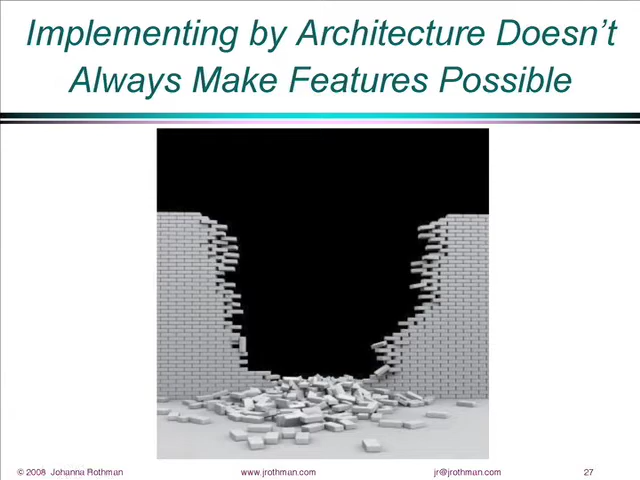 Implementing by Architecture Doesn't
Always Make Features Possible
© 2008 Johanna Rothman www.jrothman.com jr@jrothman.com 27